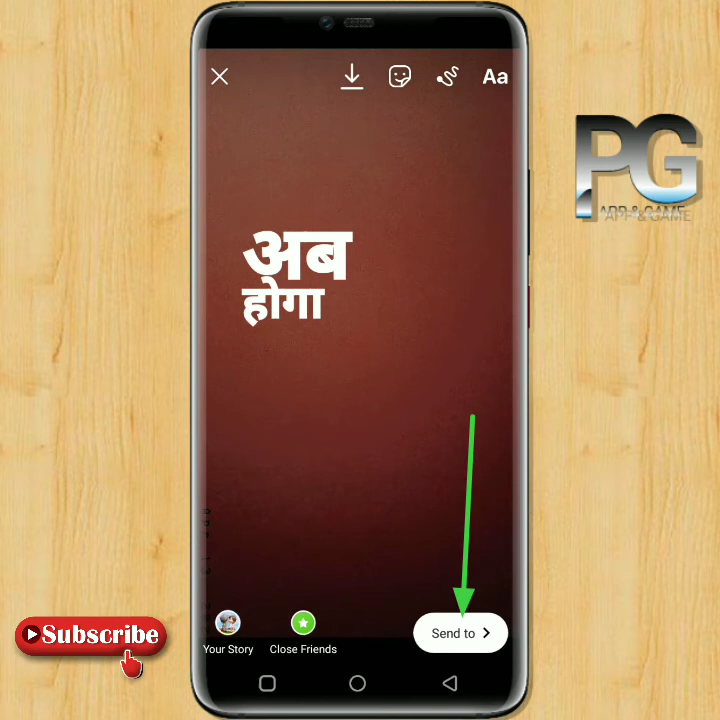 Aa
PG
APP & GAME
अब
होगा
Subscribe
Your Story
Close Friends
Send to